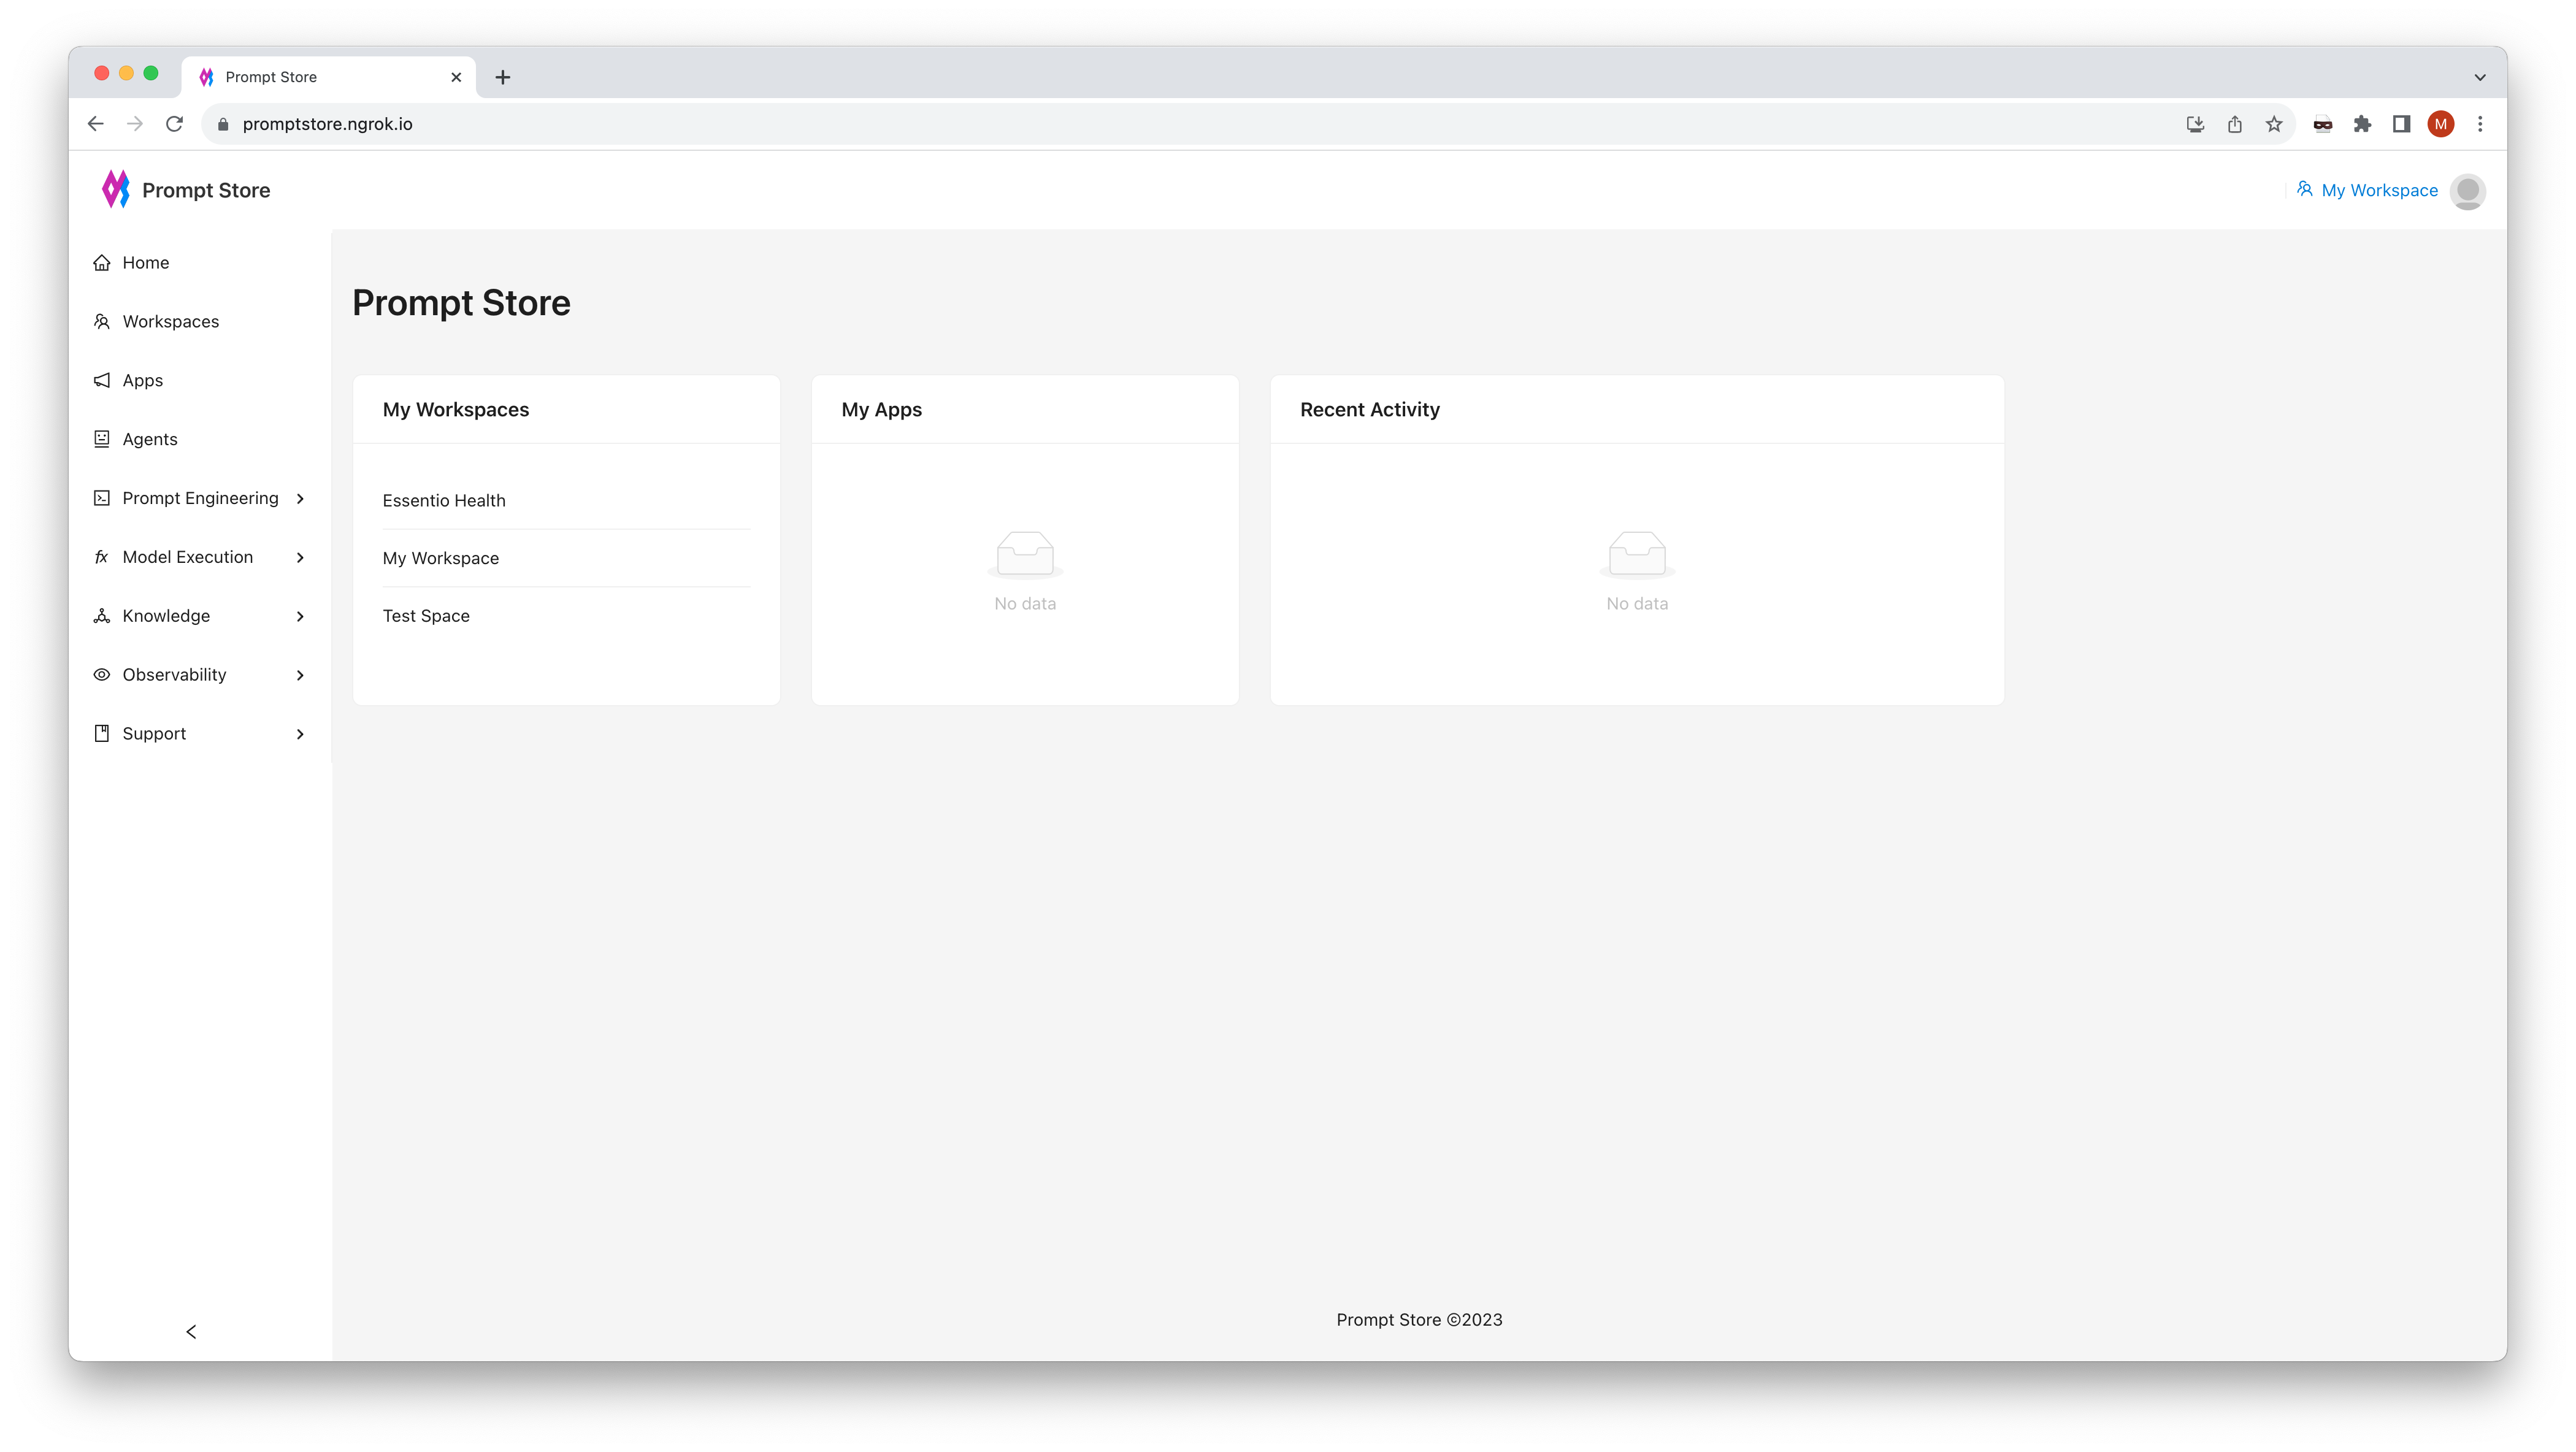 Prompt Store
promptstore.ngrok.io
M
Prompt Store
My Workspace
Home
Workspaces
Apps
Agents
Prompt Engineering
fx Model Execution
Knowledge
Observability
Support
Prompt Store
My Workspaces
Essentio Health
My Workspace
Test Space
My Apps
No data
Recent Activity
No data
Prompt Store ©2023